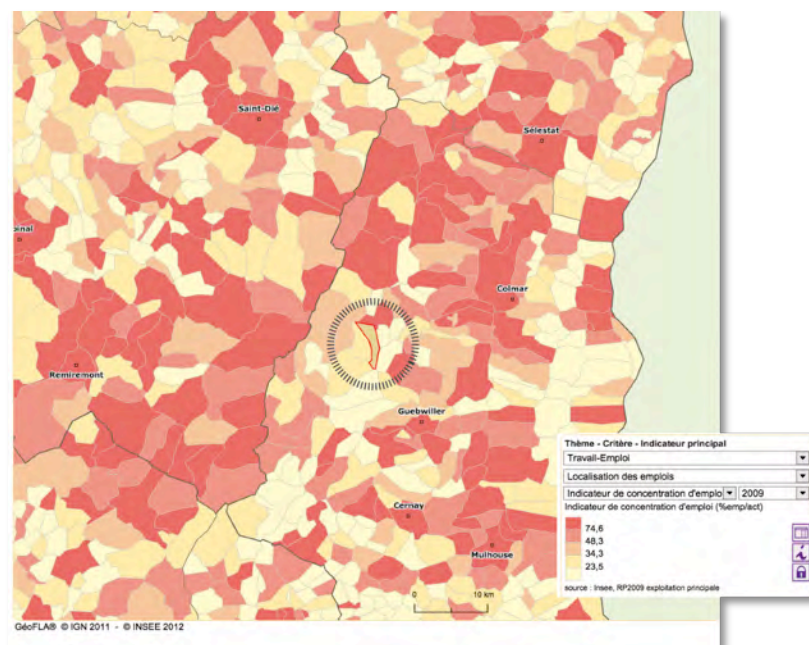 Saint-Dié
Sélestat
pinal
Colmar
Remiremont
Guebwiller
Cernay
Mulhouse
0 10 km
Thème - Critère - Indicateur principal
Travail-Emploi
Localisation des emplois
Indicateur de concentration d'emplo 2009
Indicateur de concentration d'emploi (%emp/act)
74,6
48,3
34,3
23,5
source : Insee, RP2009 exploitation principale
GéoFLA® © IGN 2011 - © INSEE 2012